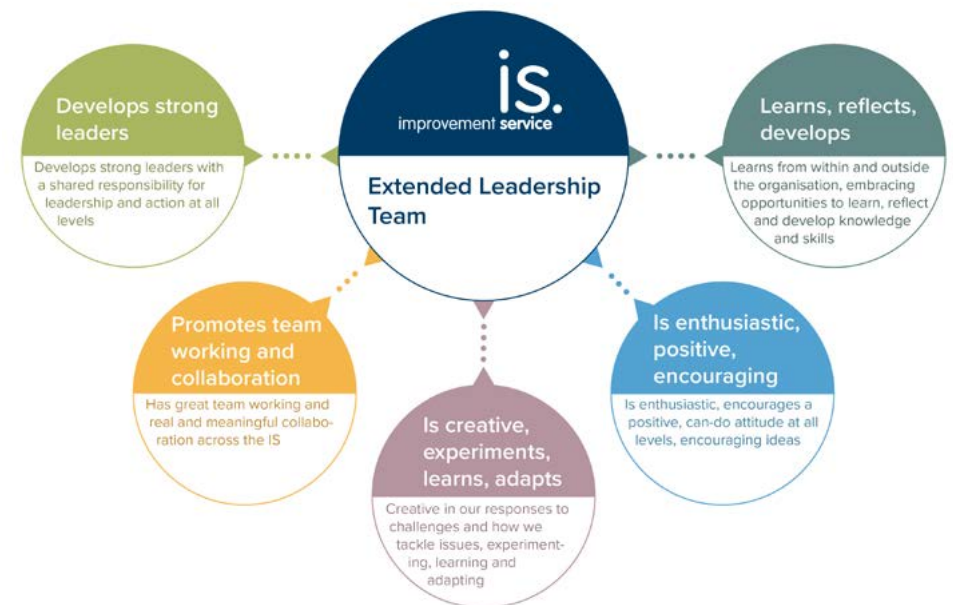 is.
improvement service
Extended Leadership
Team
Develops strong
leaders
Develops strong leaders with
a shared responsibility for
leadership and action at all
levels
Promotes team
working and
collaboration
Has great team working and
real and meaningful collabo-
ration across the IS
Is creative,
experiments,
learns, adapts
Creative in our responses to
challenges and how we
tackle issues, experiment-
ing, learning and
adapting
Is enthusiastic,
positive,
encouraging
Is enthusiastic, encourages a
positive, can-do attitude at all
levels, encouraging ideas
Learns, reflects,
develops
Learns from within and outside
the organisation, embracing
opportunities to learn, reflect
and develop knowledge
and skills